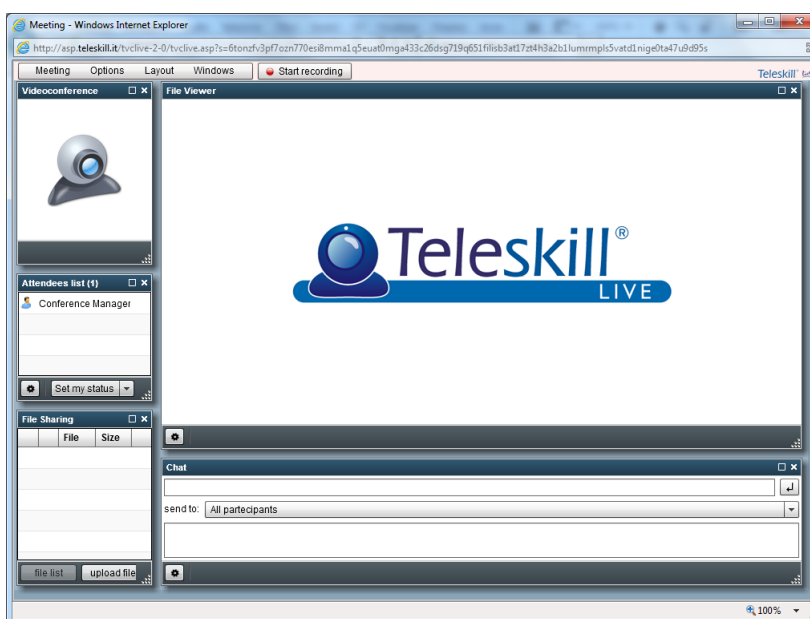 Meeting - Windows Internet Explorer
http://asp.teleskill.it/tvclive-2-0/tvclive.asp?s=6tonzfv3pf7ozn770esi8mma1q5euat0mga433c26dsg719q651filisb3at17zt4h3a2b1lumrmpls5vatd1nige0ta47u9d95s
Meeting Options Layout Windows Start recording
Teleskill
Videoconference
File Viewer
Teleskill®
LIVE
Attendees list (1)
Conference Manager
Set my status
File Sharing
File Size
file list upload file
Chat
send to: All partecipants
100%